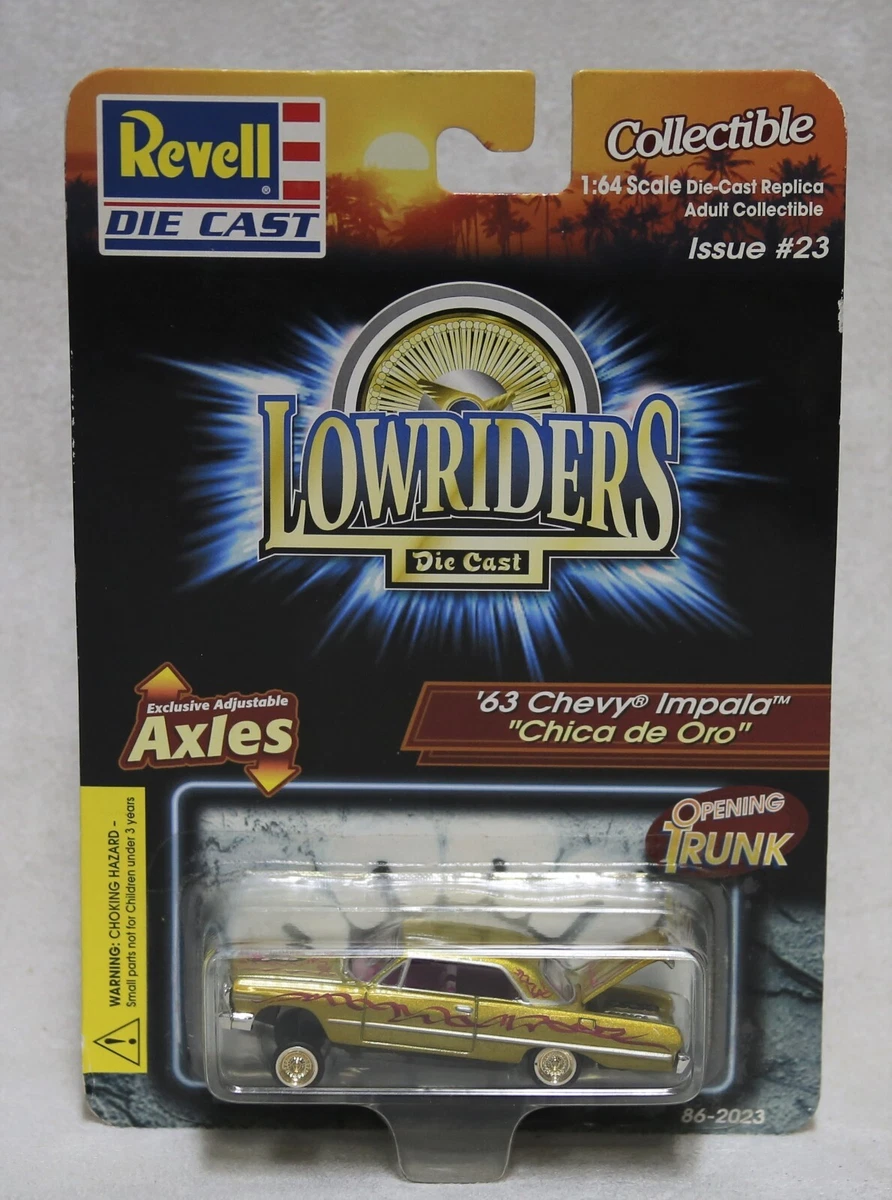 Revell®
DIE CAST
Collectible
1:64 Scale Die-Cast Replica
Adult Collectible
Issue #23
LOWRIDERS
Die Cast
Exclusive Adjustable
Axles
'63 Chevy® Impala™
"Chica de Oro"
OPENING
TRUNK
WARNING: CHOKING HAZARD –
Small parts not for Children under 3 years
86-2023